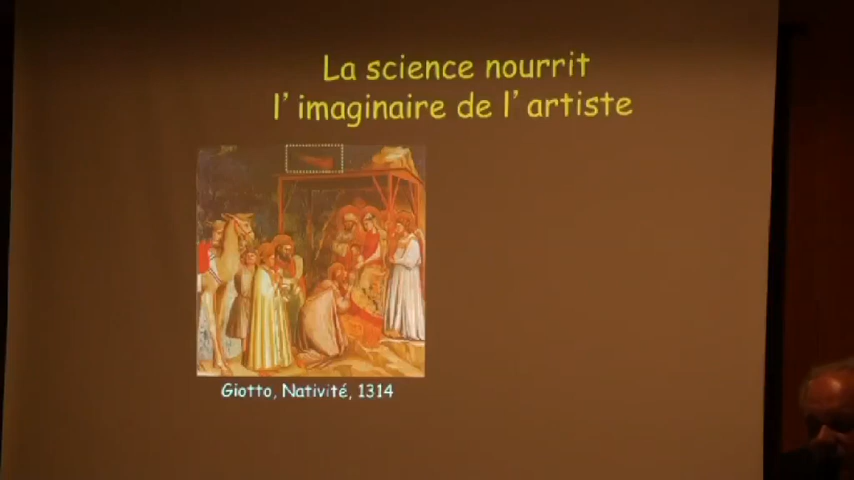 La science nourrit
l'imaginaire de l'artiste
Giotto, Nativité, 1314